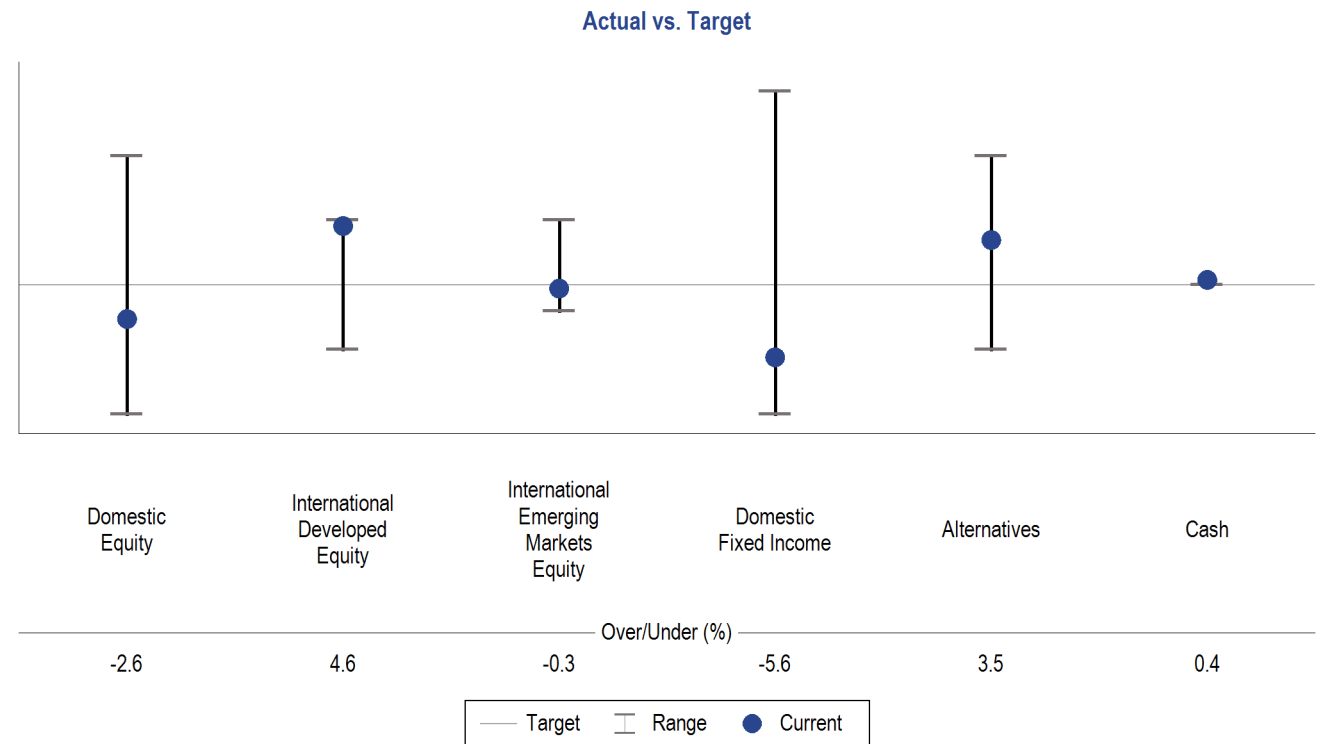 Actual vs. Target
Domestic
Equity
International
Developed
Equity
International
Emerging
Markets
Equity
Domestic
Fixed Income
Alternatives
Cash
Over/Under (%)
-2.6 4.6 -0.3 -5.6 3.5 0.4
Target Range Current